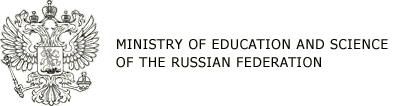 MINISTRY OF EDUCATION AND SCIENCE
OF THE RUSSIAN FEDERATION